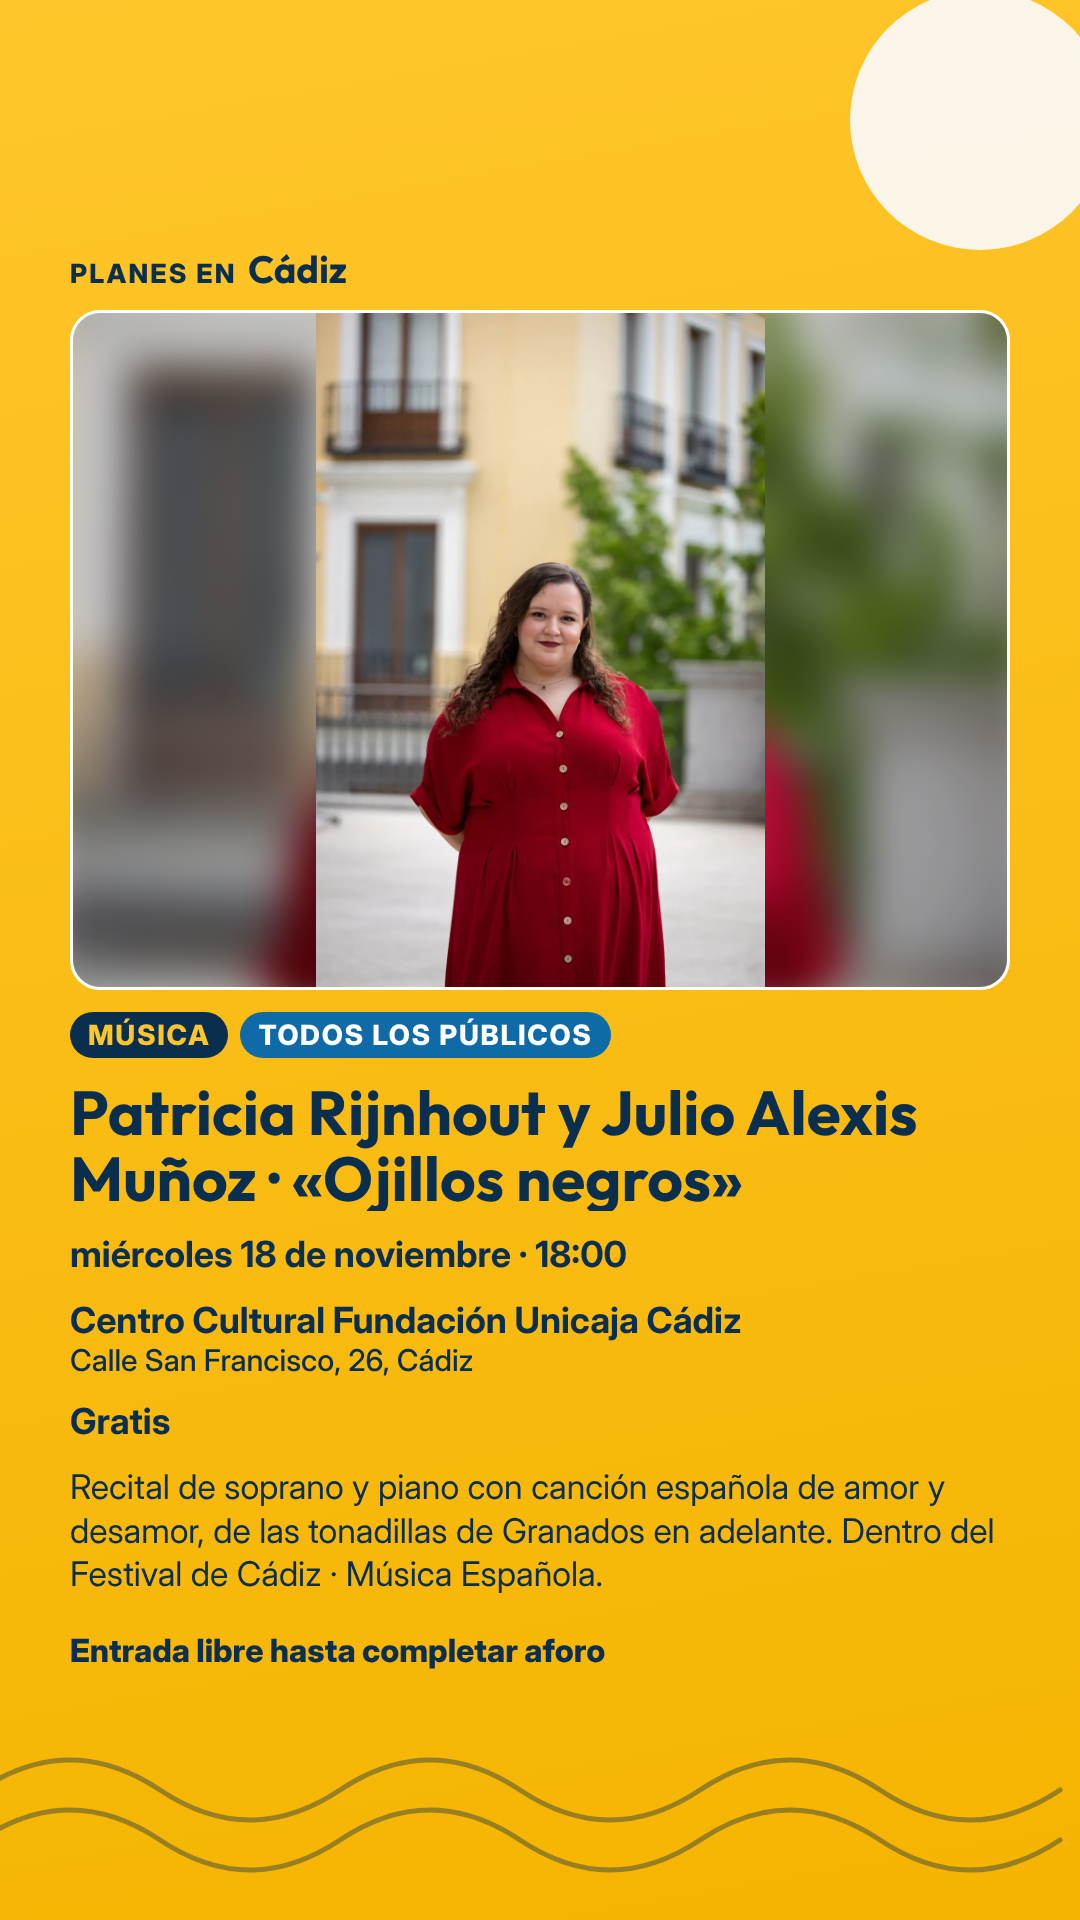 PLANES EN Cádiz
MÚSICA TODOS LOS PÚBLICOS
Patricia Rijnhout y Julio Alexis
Muñoz · «Ojillos negros»
miércoles 18 de noviembre · 18:00
Centro Cultural Fundación Unicaja Cádiz
Calle San Francisco, 26, Cádiz
Gratis
Recital de soprano y piano con canción española de amor y
desamor, de las tonadillas de Granados en adelante. Dentro del
Festival de Cádiz · Música Española.
Entrada libre hasta completar aforo